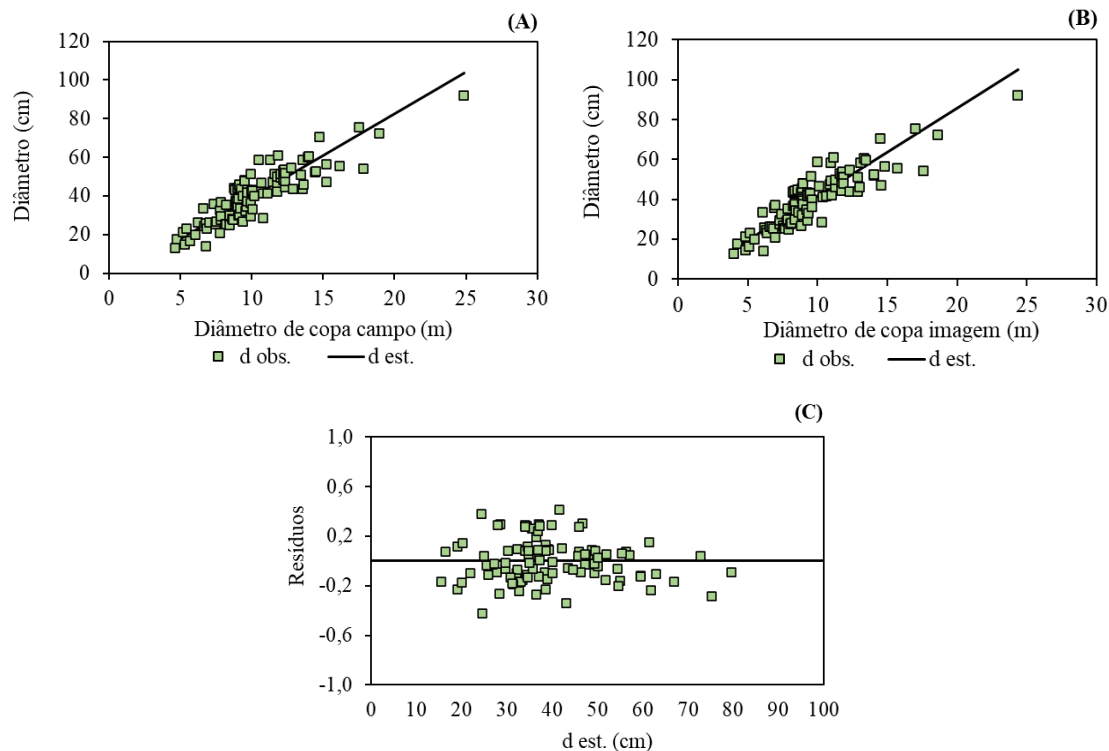 (A)
120
100
80
60
40
20
0
Diâmetro (cm)
0 5 10 15 20 25 30
Diâmetro de copa campo (m)
d obs. d est.
(B)
120
100
80
60
40
20
0
Diâmetro (cm)
0 5 10 15 20 25 30
Diâmetro de copa imagem (m)
d obs. d est.
(C)
1,0
0,6
0,2
-0,2
-0,6
-1,0
Resíduos
0 10 20 30 40 50 60 70 80 90 100
d est. (cm)